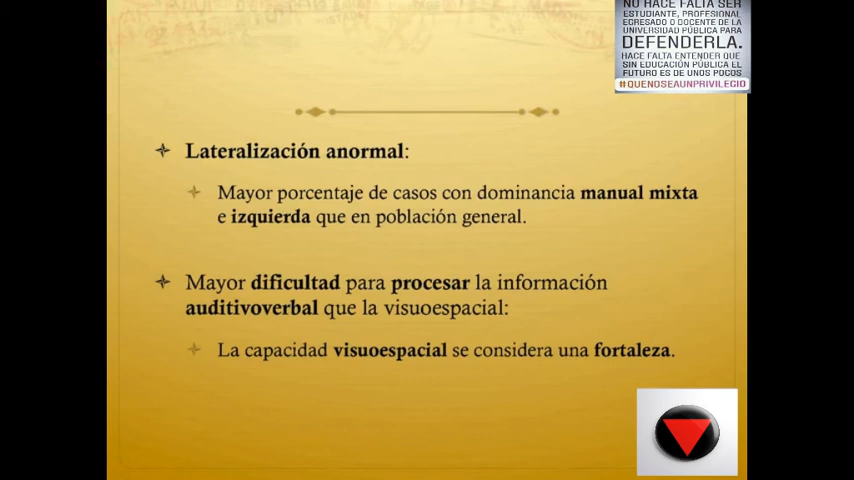 NO HACE FALTA SER
ESTUDIANTE, PROFESIONAL
EGRESADO O DOCENTE DE LA
UNIVERSIDAD PÚBLICA PARA
DEFENDERLA.
HACE FALTA ENTENDER QUE
SIN EDUCACIÓN PÚBLICA EL
FUTURO ES DE UNOS POCOS
#QUENOSEAUNPRIVILEGIO
Lateralización anormal:
Mayor porcentaje de casos con dominancia manual mixta
e izquierda que en población general.
Mayor dificultad para procesar la información
auditivoverbal que la visuoespacial:
La capacidad visuoespacial se considera una fortaleza.